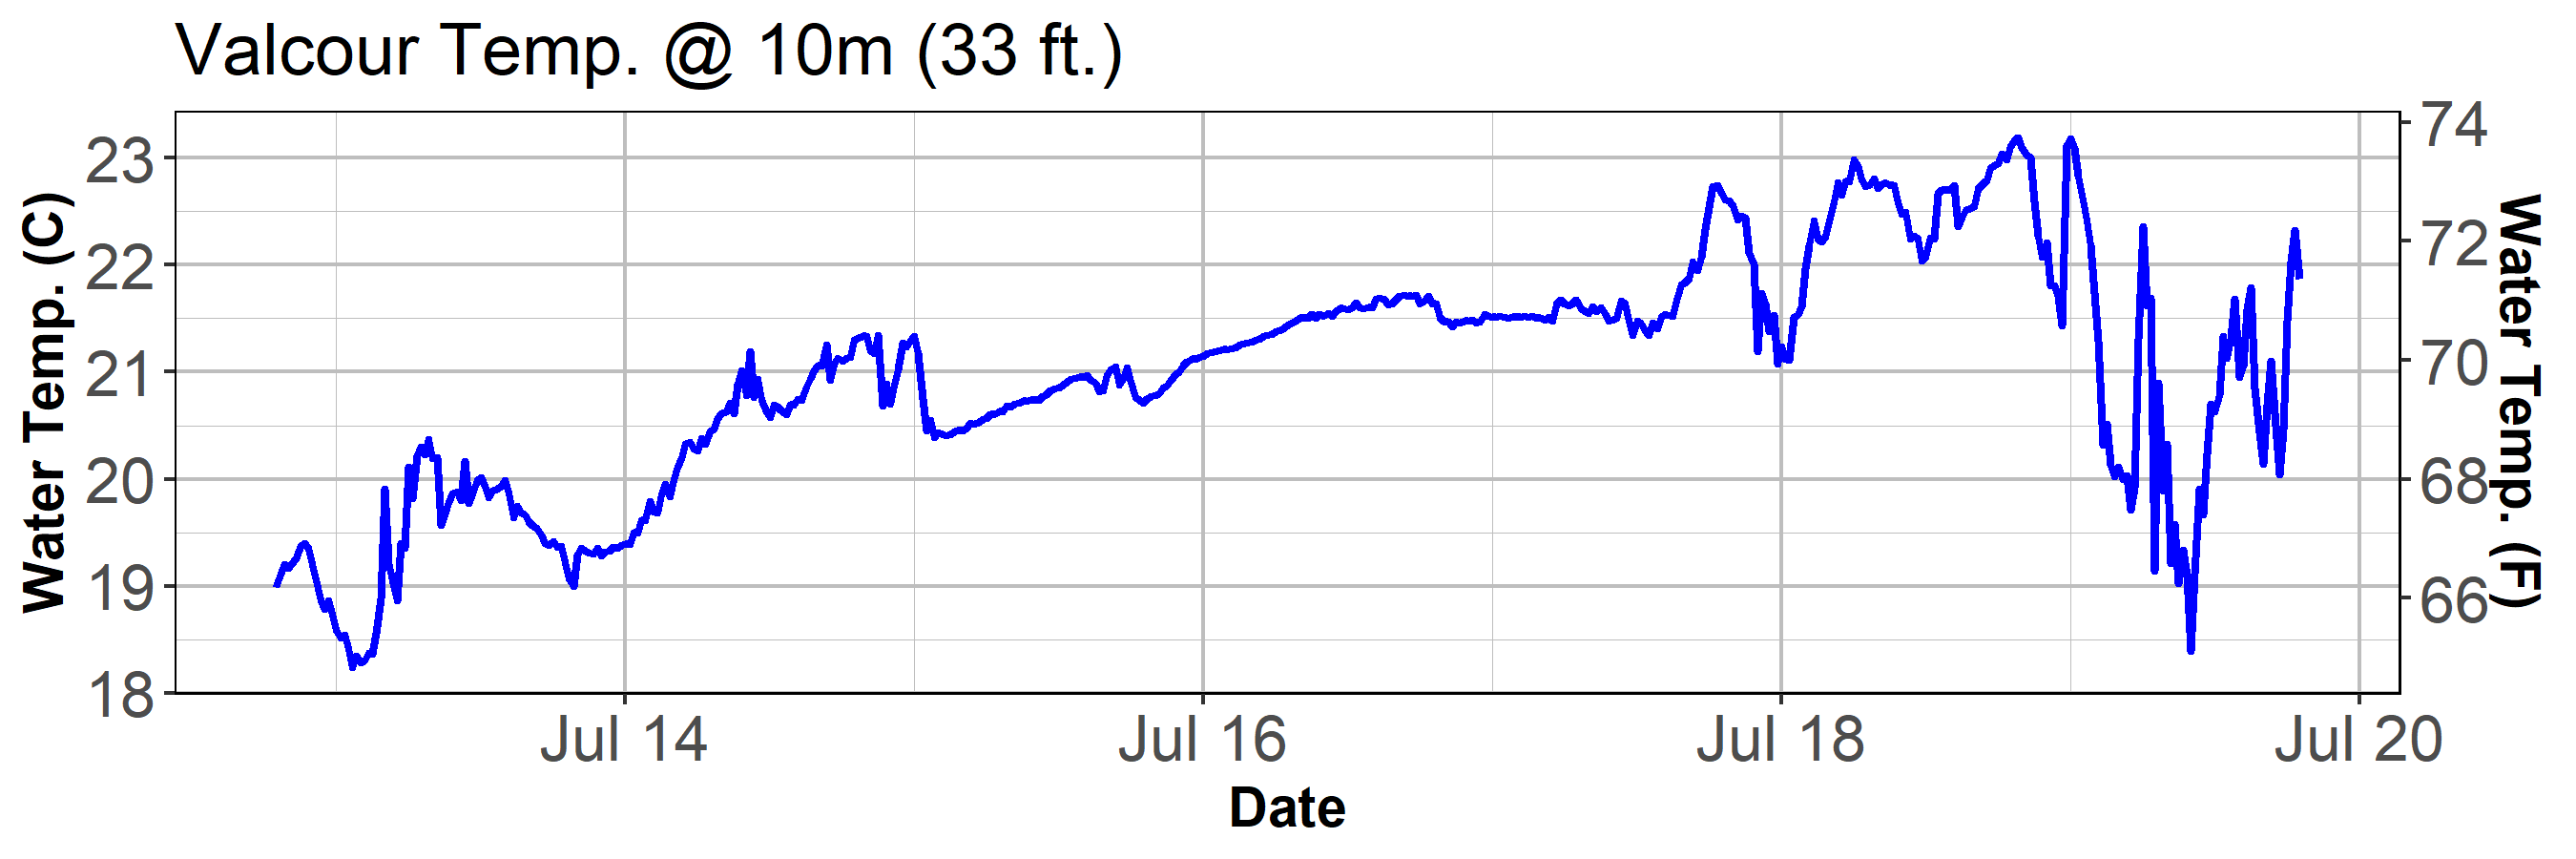 Valcour Temp. @ 10m (33 ft.)
Water Temp. (C)
23
22
21
20
19
18
74
72
70
68
66
Water Temp. (F)
Jul 14 Jul 16 Jul 18 Jul 20
Date